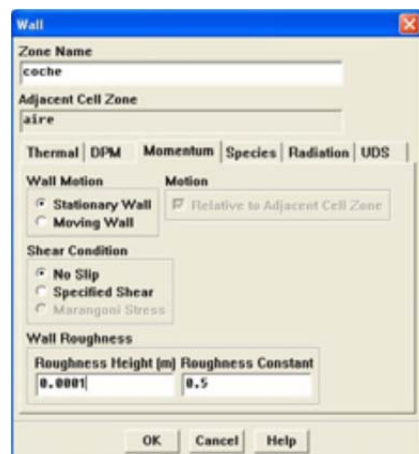 Wall
Zone Name
coche
Adjacent Cell Zone
aire
Thermal DPM Momentum Species Radiation UDS
Wall Motion Motion
Stationary Wall Relative to Adjacent Cell Zone
Moving Wall
Shear Condition
No Slip
Specified Shear
Marangoni Stress
Wall Roughness
Roughness Height (m) Roughness Constant
0.0001 0.5
OK Cancel Help